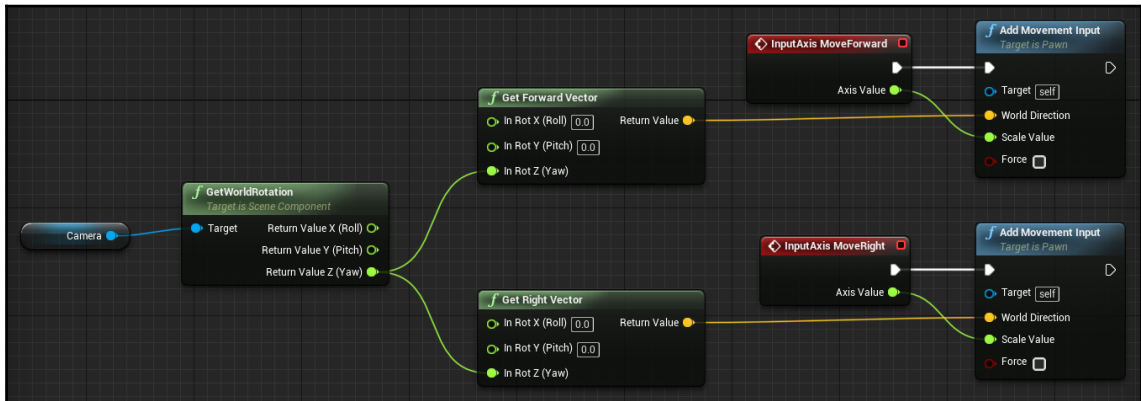 Camera
GetWorldRotation
Target is Scene Component
Target
Return Value X (Roll)
Return Value Y (Pitch)
Return Value Z (Yaw)
Get Forward Vector
In Rot X (Roll) 0.0
Return Value
In Rot Y (Pitch) 0.0
In Rot Z (Yaw)
Get Right Vector
In Rot X (Roll) 0.0
Return Value
In Rot Y (Pitch) 0.0
In Rot Z (Yaw)
InputAxis MoveForward
Axis Value
Add Movement Input
Target is Pawn
Target self
World Direction
Scale Value
Force
InputAxis MoveRight
Axis Value
Add Movement Input
Target is Pawn
Target self
World Direction
Scale Value
Force